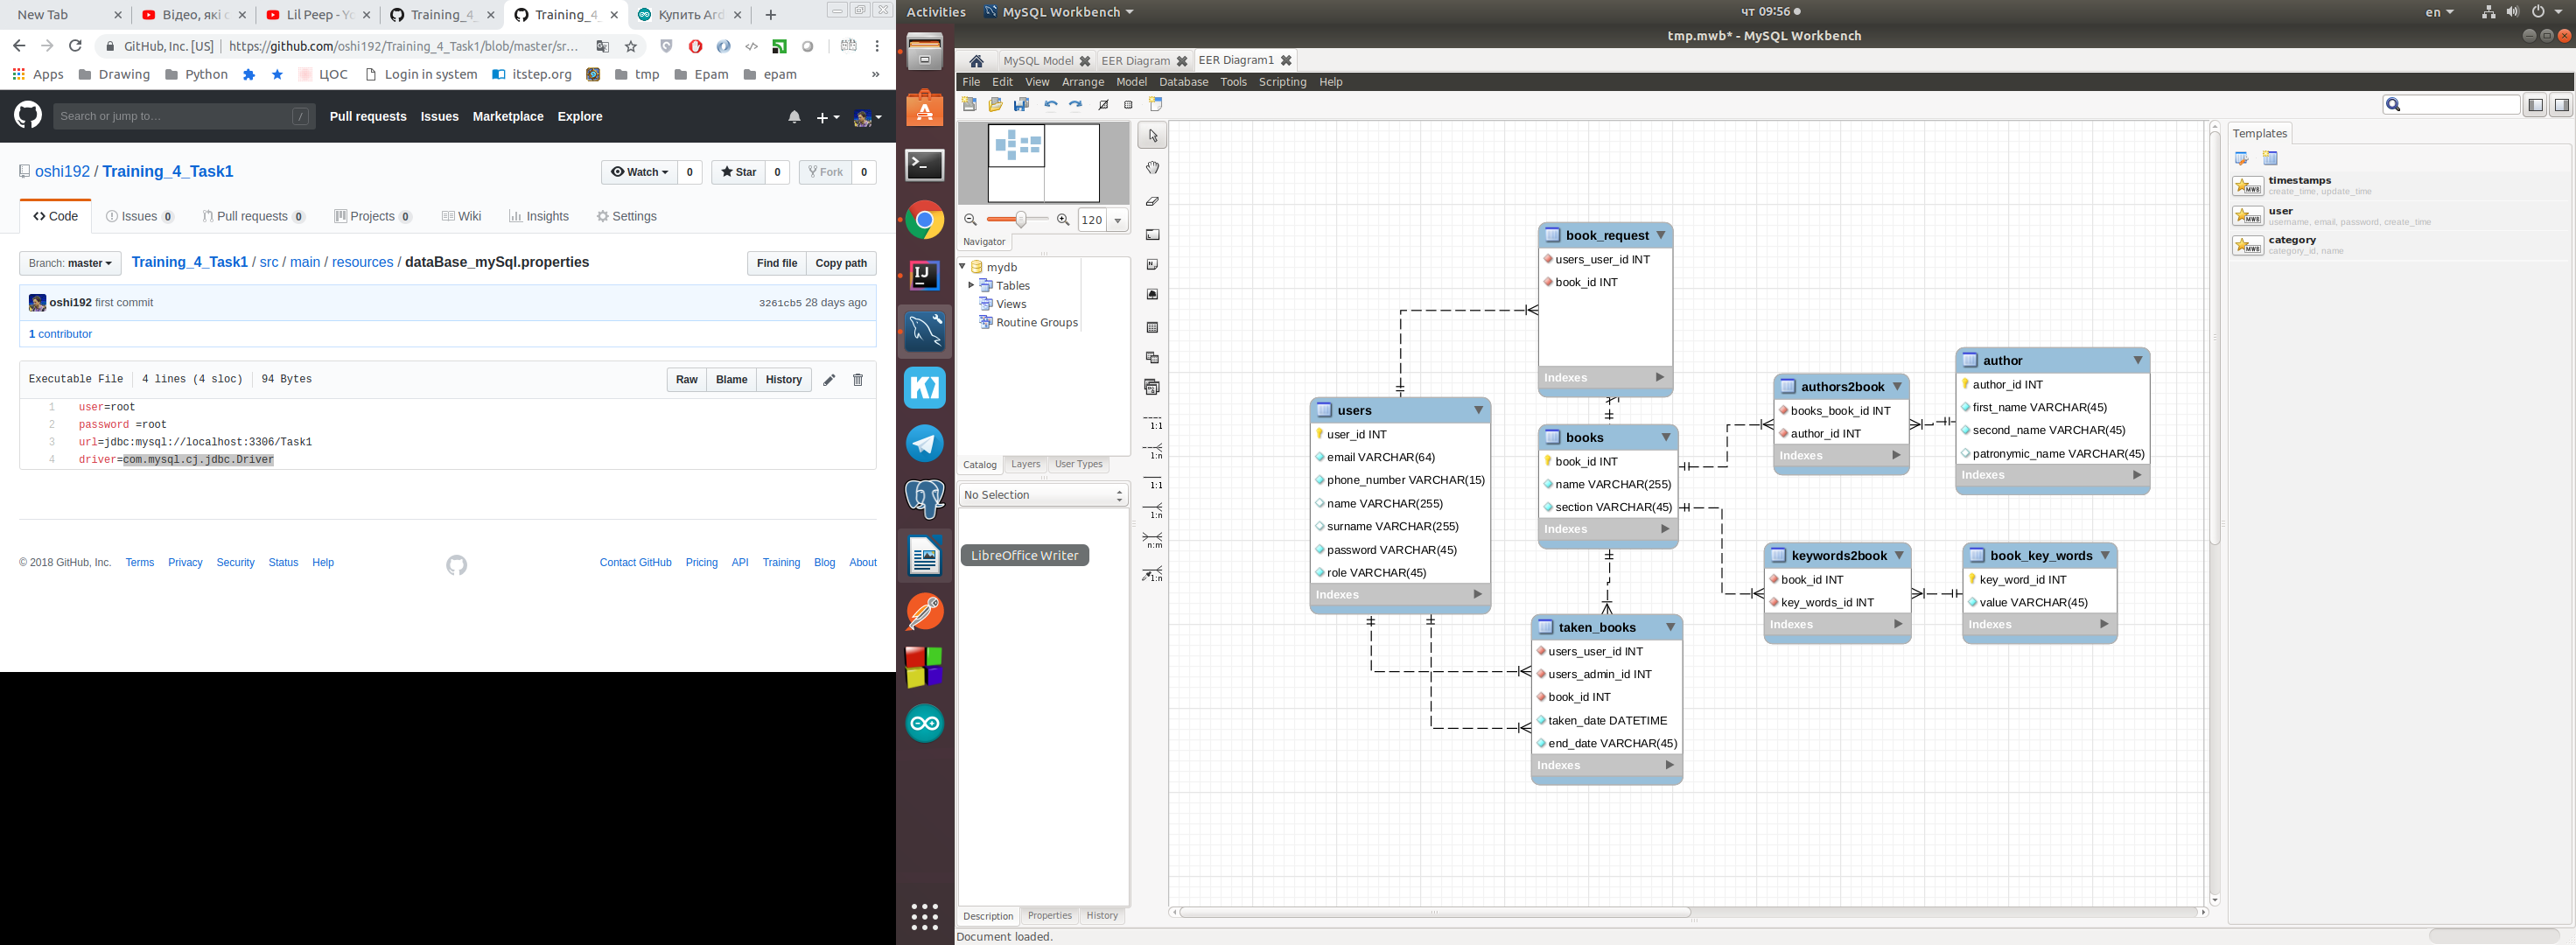 New Tab
Відео, які с
Lil Peep - Yo
Training_4_
Training_4_
Купить Ard
GitHub, Inc. [US]
https://github.com/oshi192/Training_4_Task1/blob/master/sr...
Apps
Drawing
Python
ЦОС
Login in system
itstep.org
tmp
Epam
epam
»
Search or jump to…
/
Pull requests
Issues
Marketplace
Explore
oshi192 / Training_4_Task1
Watch
0
Star
0
Fork
0
Code
Issues 0
Pull requests 0
Projects 0
Wiki
Insights
Settings
Branch: master
Training_4_Task1 / src / main / resources / dataBase_mySql.properties
Find file
Copy path
oshi192 first commit
3261cb5 28 days ago
1 contributor
Executable File
4 lines (4 sloc)
94 Bytes
Raw
Blame
History
1 user=root
2 password =root
3 url=jdbc:mysql://localhost:3306/Task1
4 driver=com.mysql.cj.jdbc.Driver
© 2018 GitHub, Inc.
Terms
Privacy
Security
Status
Help
Contact GitHub
Pricing
API
Training
Blog
About
Activities
MySQL Workbench
чт 09:56
en
tmp.mwb* - MySQL Workbench
MySQL Model
EER Diagram
EER Diagram1
File
Edit
View
Arrange
Model
Database
Tools
Scripting
Help
120
Navigator
mydb
Tables
Views
Routine Groups
Catalog
Layers
User Types
No Selection
LibreOffice Writer
Description
Properties
History
Document loaded.
1:1
1:n
1:1
1:n
n:m
1:n
book_request
users_user_id INT
book_id INT
Indexes
users
user_id INT
email VARCHAR(64)
phone_number VARCHAR(15)
name VARCHAR(255)
surname VARCHAR(255)
password VARCHAR(45)
role VARCHAR(45)
Indexes
books
book_id INT
name VARCHAR(255)
section VARCHAR(45)
Indexes
taken_books
users_user_id INT
users_admin_id INT
book_id INT
taken_date DATETIME
end_date VARCHAR(45)
Indexes
authors2book
books_book_id INT
author_id INT
Indexes
author
author_id INT
first_name VARCHAR(45)
second_name VARCHAR(45)
patronymic_name VARCHAR(45)
Indexes
keywords2book
book_id INT
key_words_id INT
Indexes
book_key_words
key_word_id INT
value VARCHAR(45)
Indexes
Templates
timestamps
create_time, update_time
user
username, email, password, create_time
category
category_id, name